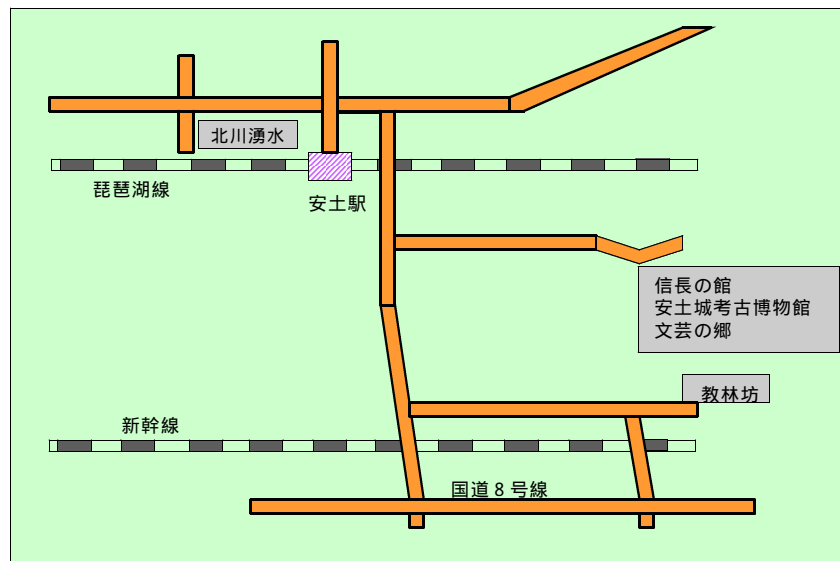 北川湧水
琵琶湖線
安土駅
信長の館
安土城考古博物館
文芸の郷
教林坊
新幹線
国道８号線